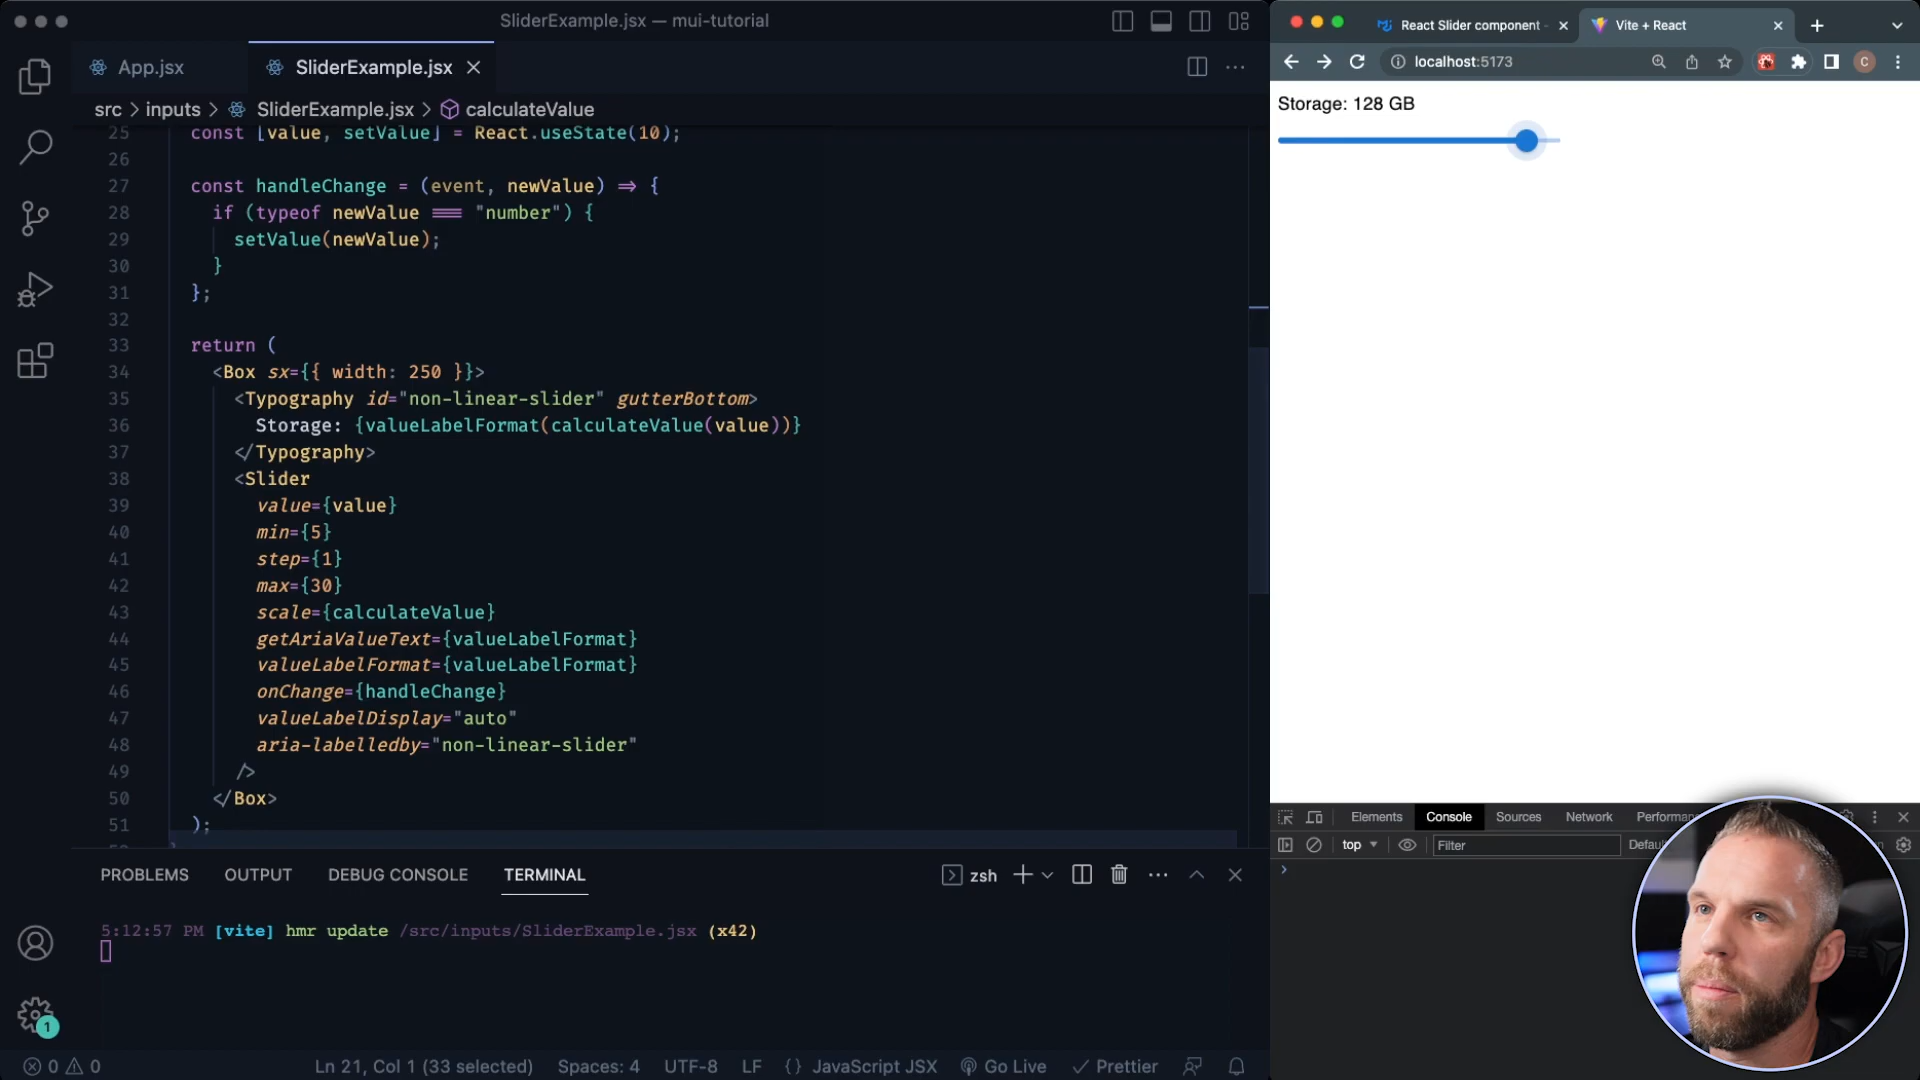 SliderExample.jsx — mui-tutorial
App.jsx
SliderExample.jsx
src > inputs > SliderExample.jsx > calculateValue
25 const [value, setValue] = React.useState(10);
26
27 const handleChange = (event, newValue) => {
28 if (typeof newValue === "number") {
29 setValue(newValue);
30 }
31 };
32
33 return (
34 <Box sx={{ width: 250 }}>
35 <Typography id="non-linear-slider" gutterBottom>
36 Storage: {valueLabelFormat(calculateValue(value))}
37 </Typography>
38 <Slider
39 value={value}
40 min={5}
41 step={1}
42 max={30}
43 scale={calculateValue}
44 getAriaValueText={valueLabelFormat}
45 valueLabelFormat={valueLabelFormat}
46 onChange={handleChange}
47 valueLabelDisplay="auto"
48 aria-labelledby="non-linear-slider"
49 />
50 </Box>
51 );
PROBLEMS OUTPUT DEBUG CONSOLE TERMINAL
zsh
5:12:57 PM [vite] hmr update /src/inputs/SliderExample.jsx (x42)
1
0 0
Ln 21, Col 1 (33 selected) Spaces: 4 UTF-8 LF {} JavaScript JSX Go Live Prettier
React Slider component -
Vite + React
localhost:5173
C
Storage: 128 GB
Elements Console Sources Network Performan
top Filter Defaul